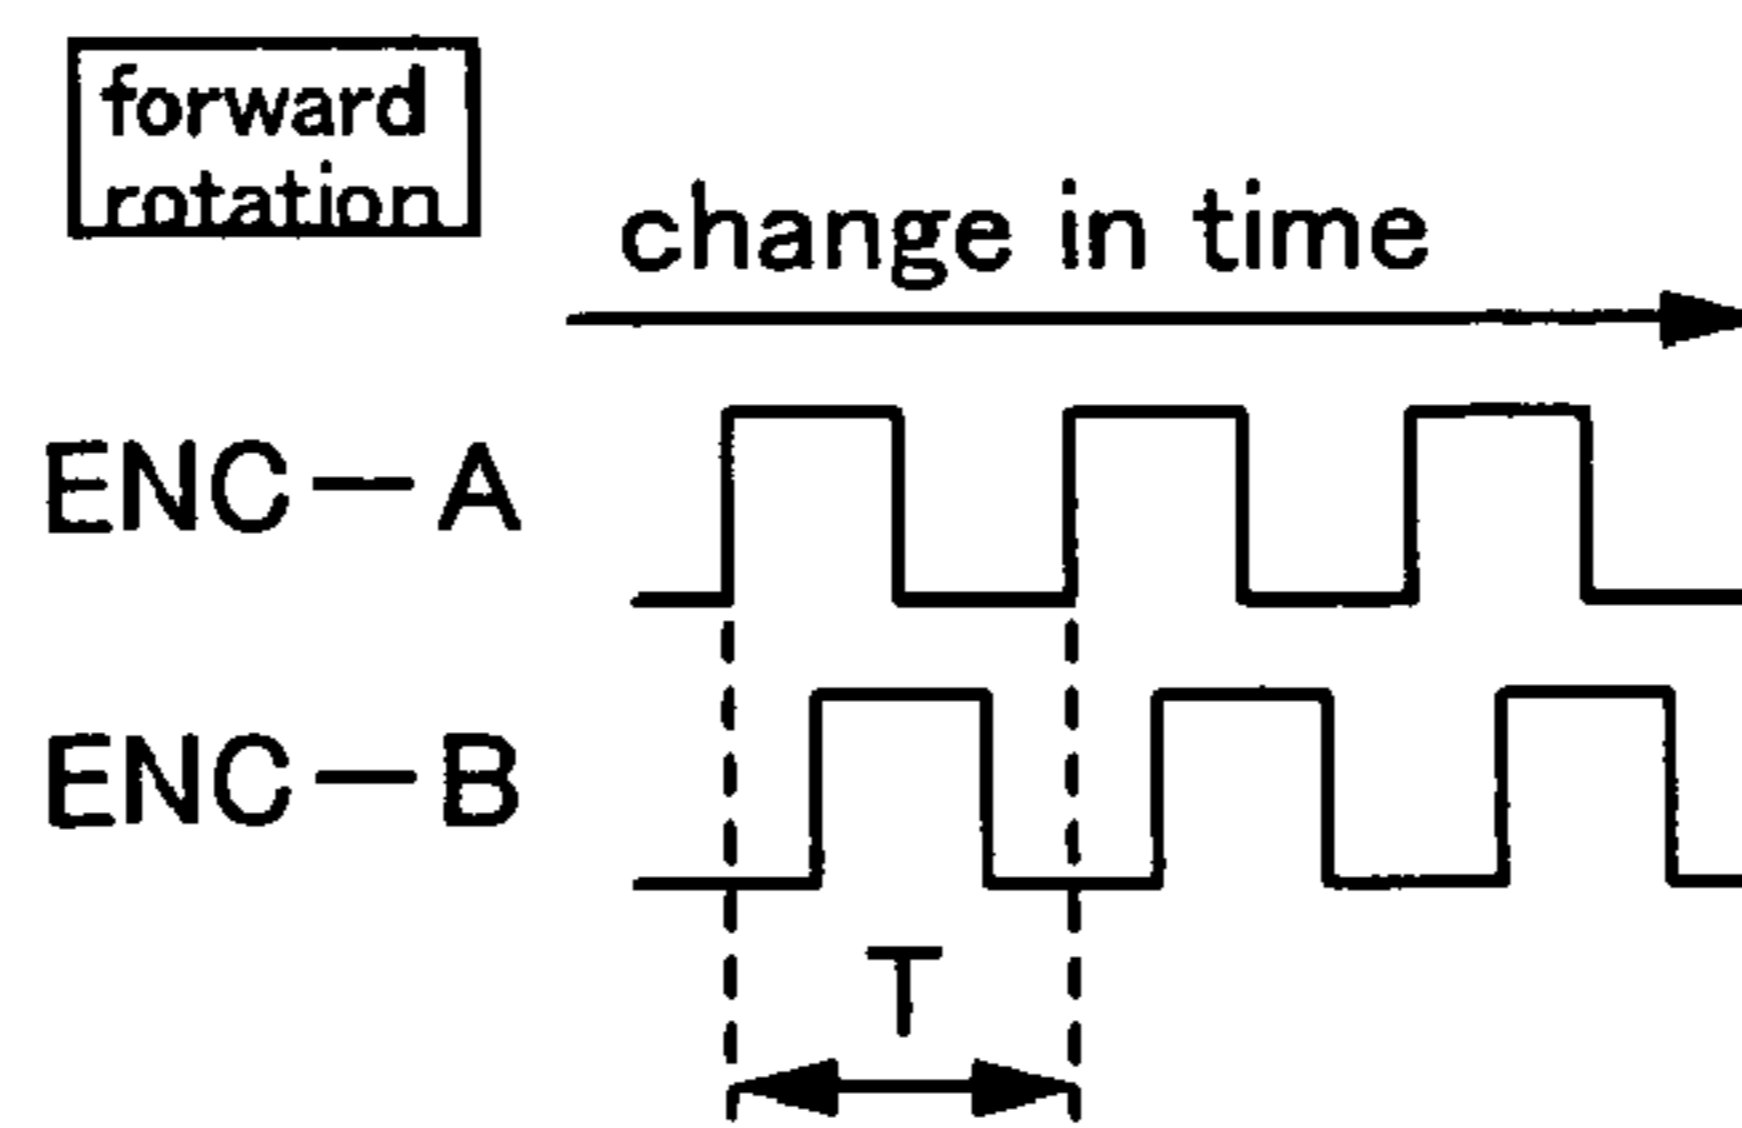 forward
rotation
change in time
ENC－A
ENC－B
T